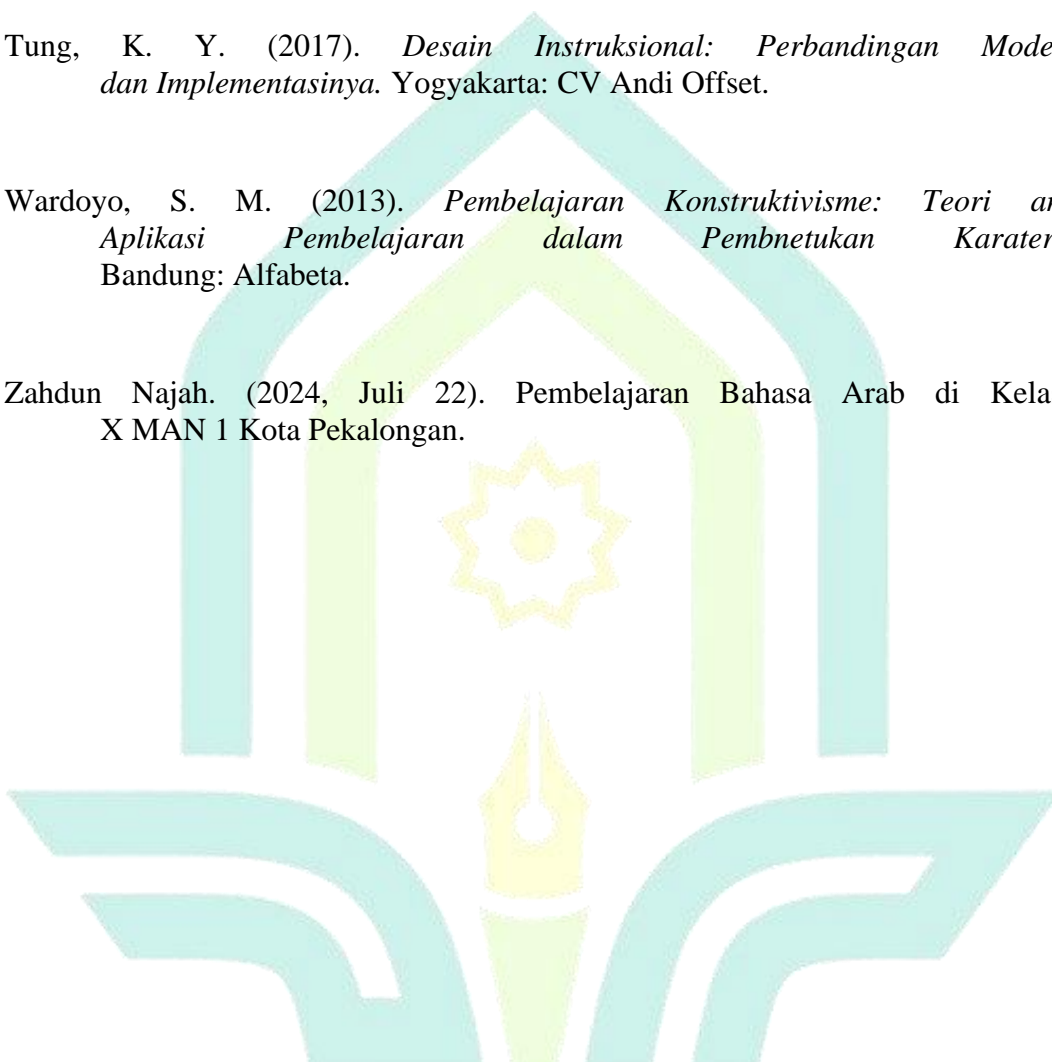 Tung, K. Y. (2017). Desain Instruksional: Perbandingan Mode
dan Implementasinya. Yogyakarta: CV Andi Offset.
Wardoyo, S. M. (2013). Pembelajaran Konstruktivisme: Teori an
Aplikasi Pembelajaran dalam Pembnetukan Karater
Bandung: Alfabeta.
Zahdun Najah. (2024, Juli 22). Pembelajaran Bahasa Arab di Kela
X MAN 1 Kota Pekalongan.